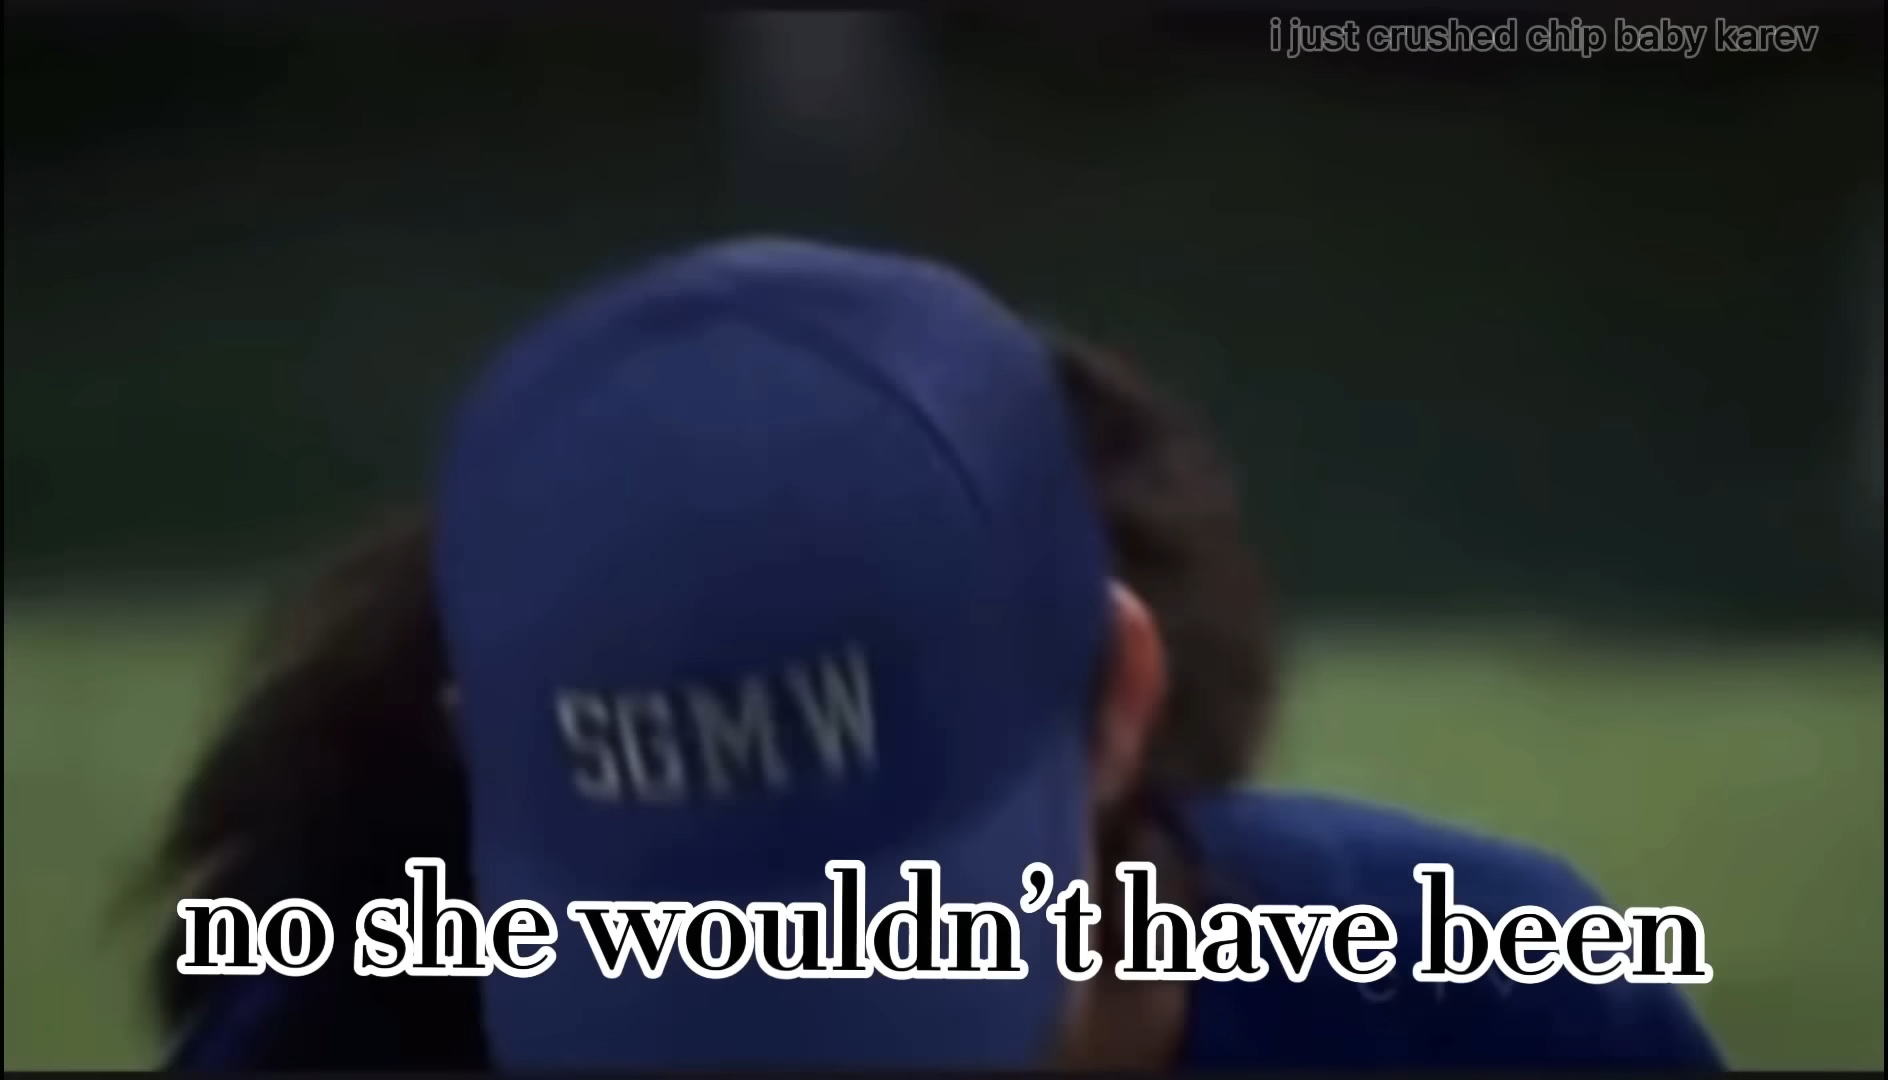 i just crushed chip baby karev
SGMW
no she wouldn't have been